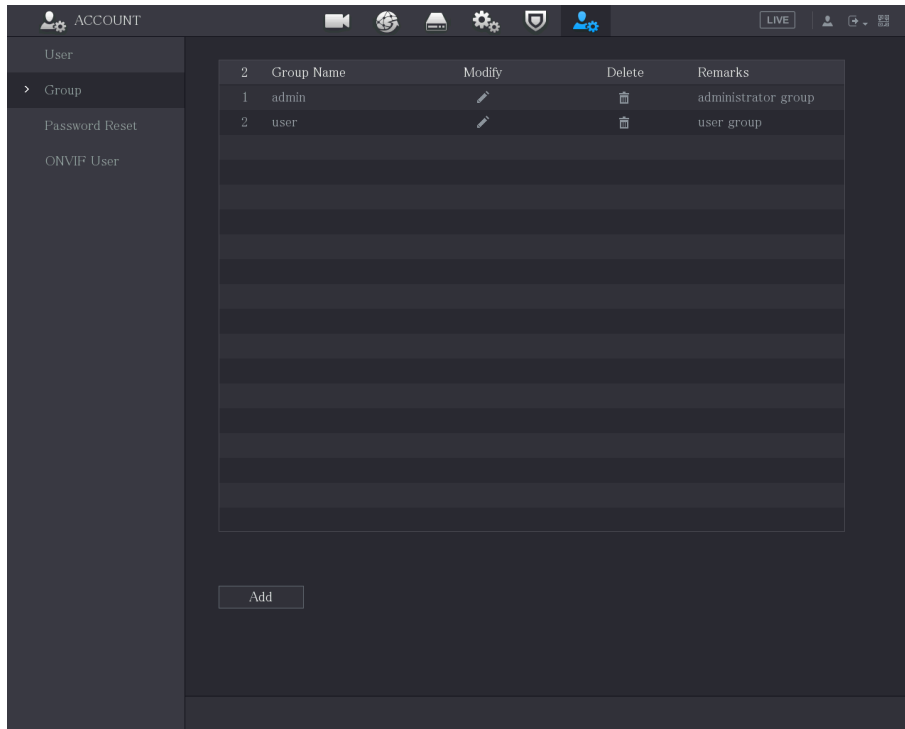 ACCOUNT
LIVE
User
Group
Password Reset
ONVIF User
2 Group Name Modify Delete Remarks
1 admin administrator group
2 user user group
Add